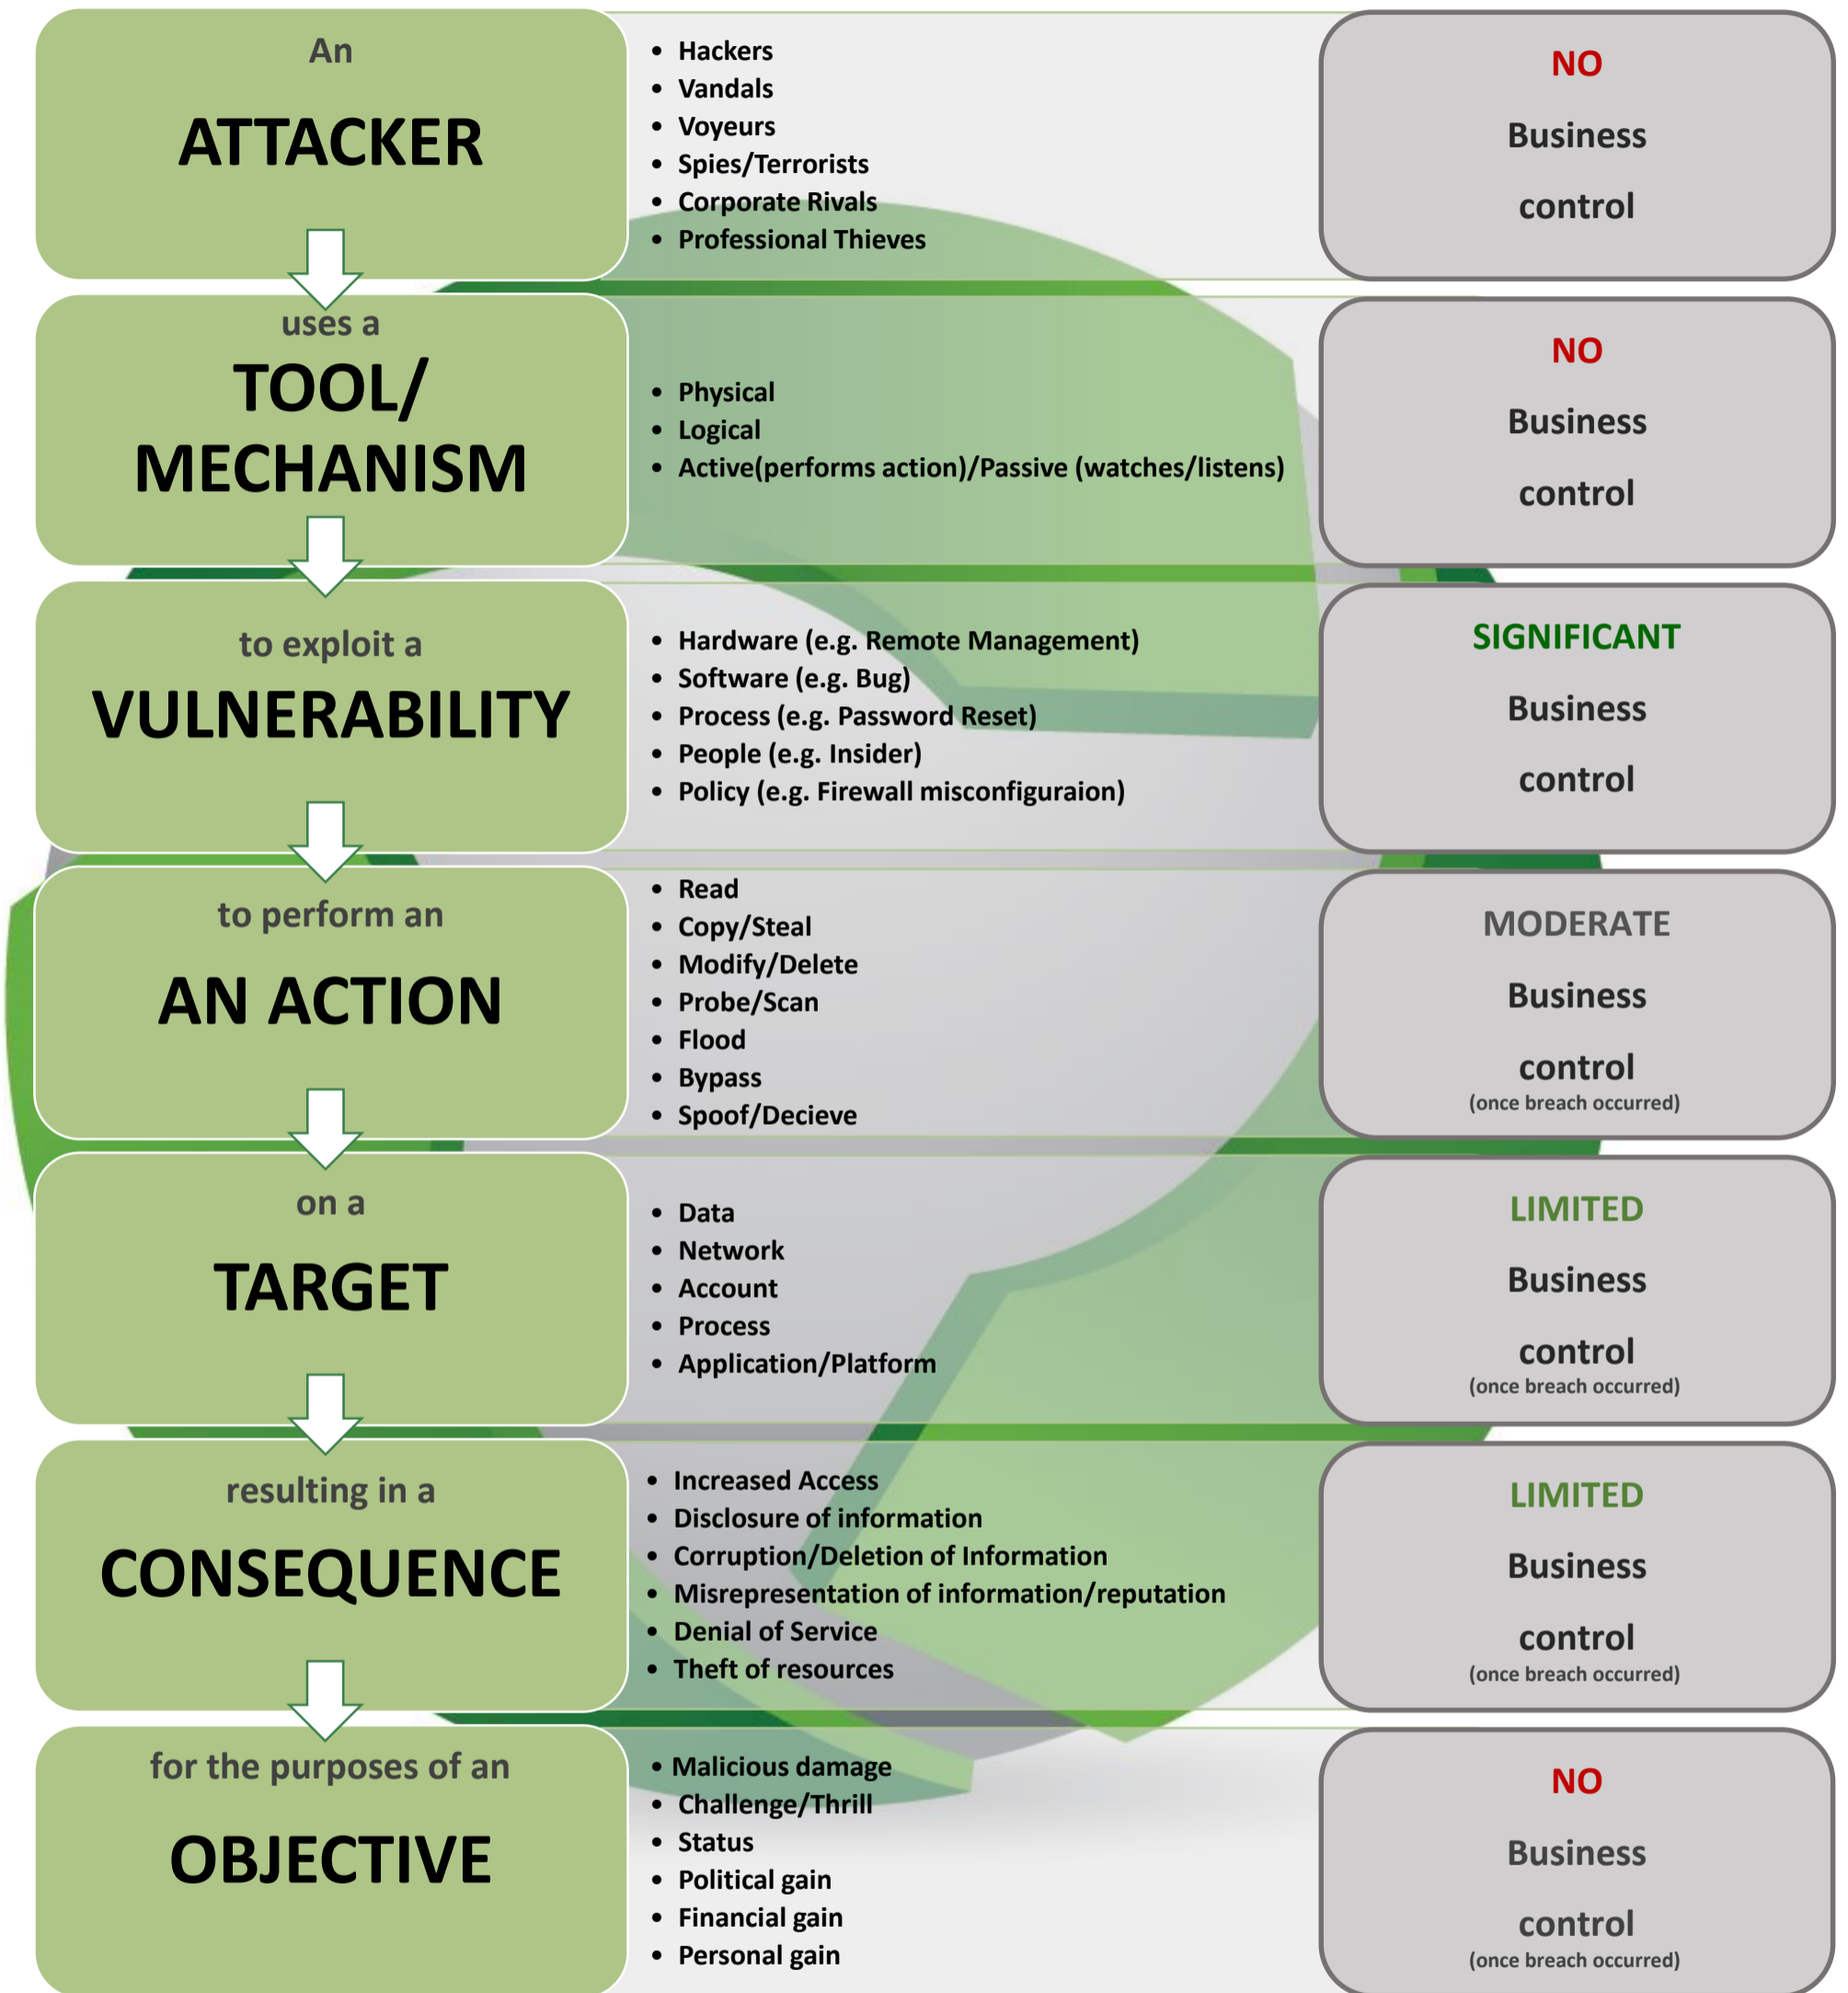 An
ATTACKER
• Hackers
• Vandals
• Voyeurs
• Spies/Terrorists
• Corporate Rivals
• Professional Thieves
NO
Business
control
uses a
TOOL/
MECHANISM
• Physical
• Logical
• Active(performs action)/Passive (watches/listens)
NO
Business
control
to exploit a
VULNERABILITY
• Hardware (e.g. Remote Management)
• Software (e.g. Bug)
• Process (e.g. Password Reset)
• People (e.g. Insider)
• Policy (e.g. Firewall misconfiguraion)
SIGNIFICANT
Business
control
to perform an
AN ACTION
• Read
• Copy/Steal
• Modify/Delete
• Probe/Scan
• Flood
• Bypass
• Spoof/Decieve
MODERATE
Business
control
(once breach occurred)
on a
TARGET
• Data
• Network
• Account
• Process
• Application/Platform
LIMITED
Business
control
(once breach occurred)
resulting in a
CONSEQUENCE
• Increased Access
• Disclosure of information
• Corruption/Deletion of Information
• Misrepresentation of information/reputation
• Denial of Service
• Theft of resources
LIMITED
Business
control
(once breach occurred)
for the purposes of an
OBJECTIVE
• Malicious damage
• Challenge/Thrill
• Status
• Political gain
• Financial gain
• Personal gain
NO
Business
control
(once breach occurred)